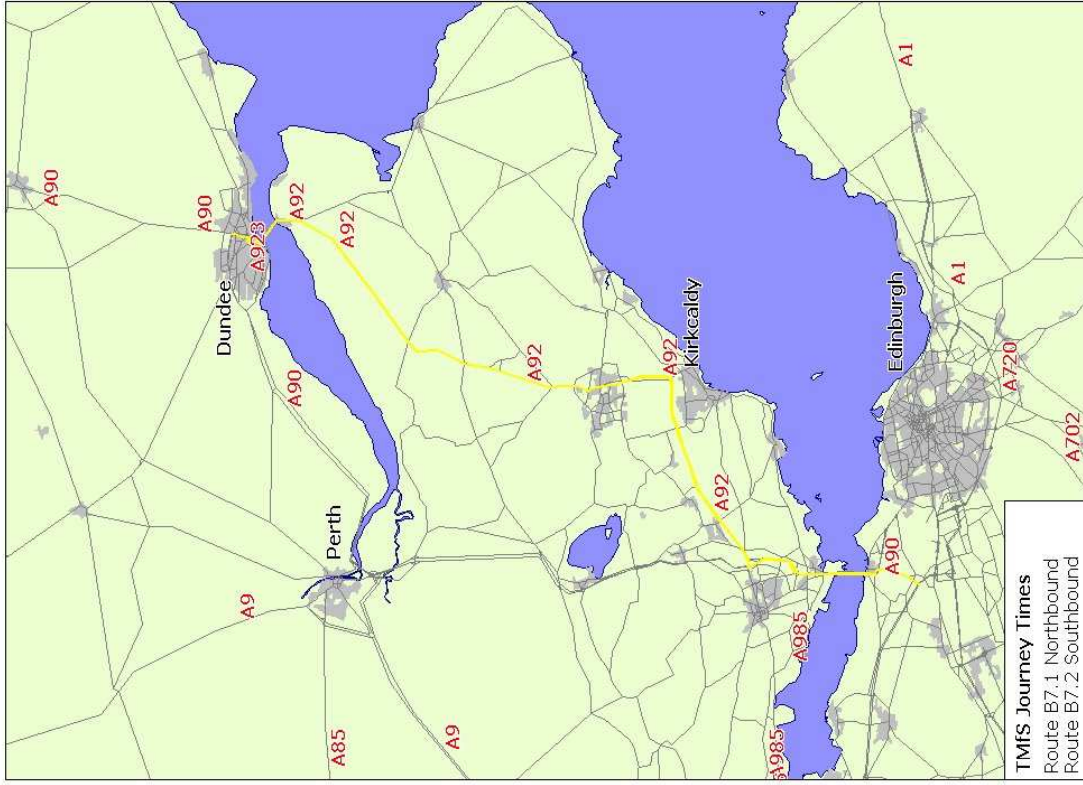 A90
A90
A92
A923
A92
Dundee
A90
Perth
A9
A85
A9
A92
A92
Kirkcaldy
A92
A985
A985
A90
Edinburgh
A1
A1
A720
A702
TMfS Journey Times
Route B7.1 Northbound
Route B7.2 Southbound